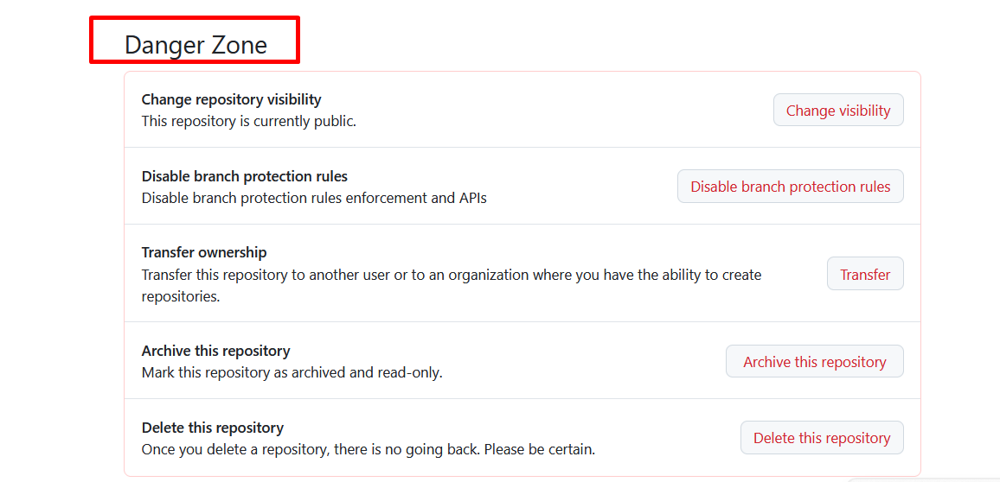 Danger Zone
Change repository visibility
This repository is currently public.
Change visibility
Disable branch protection rules
Disable branch protection rules enforcement and APIs
Disable branch protection rules
Transfer ownership
Transfer this repository to another user or to an organization where you have the ability to create
repositories.
Transfer
Archive this repository
Mark this repository as archived and read-only.
Archive this repository
Delete this repository
Once you delete a repository, there is no going back. Please be certain.
Delete this repository